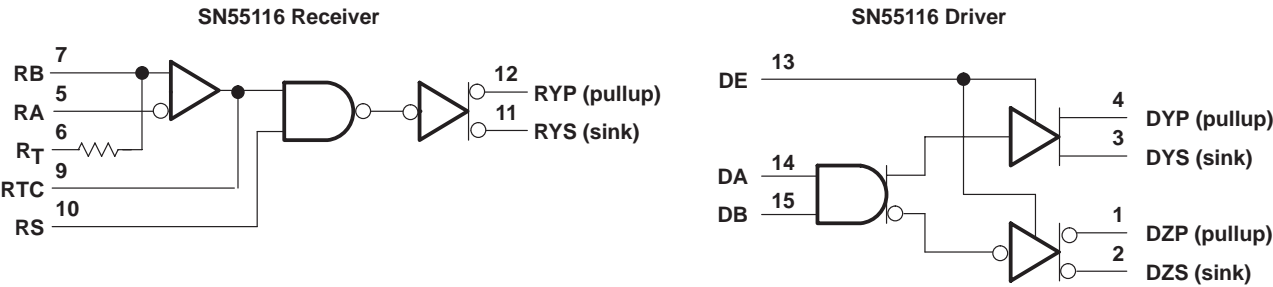 SN55116 Receiver
7
RB
5
RA
6
RT
9
RTC
10
RS
12
RYP (pullup)
11
RYS (sink)
SN55116 Driver
13
DE
14
DA
15
DB
4
DYP (pullup)
3
DYS (sink)
1
DZP (pullup)
2
DZS (sink)